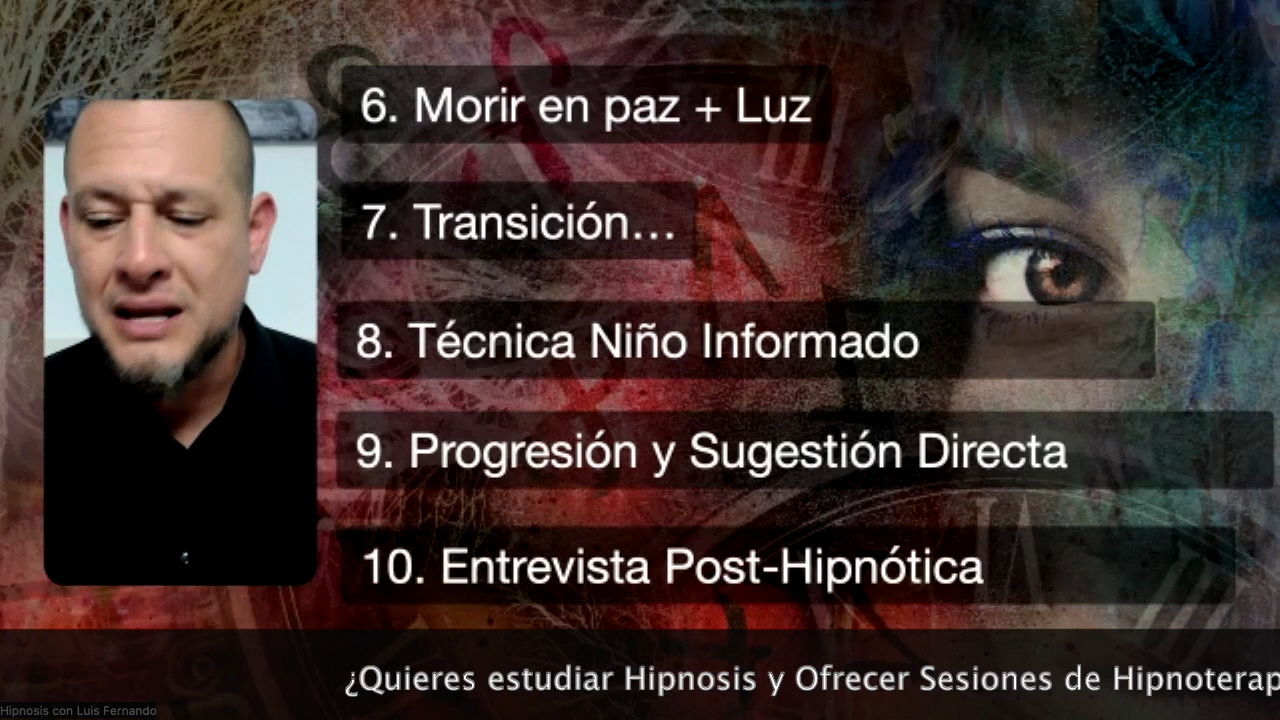 6. Morir en paz + Luz
7. Transición...
8. Técnica Niño Informado
9. Progresión y Sugestión Directa
10. Entrevista Post-Hipnótica
¿Quieres estudiar Hipnosis y Ofrecer Sesiones de Hipnoterap
Hipnosis con Luis Fernando